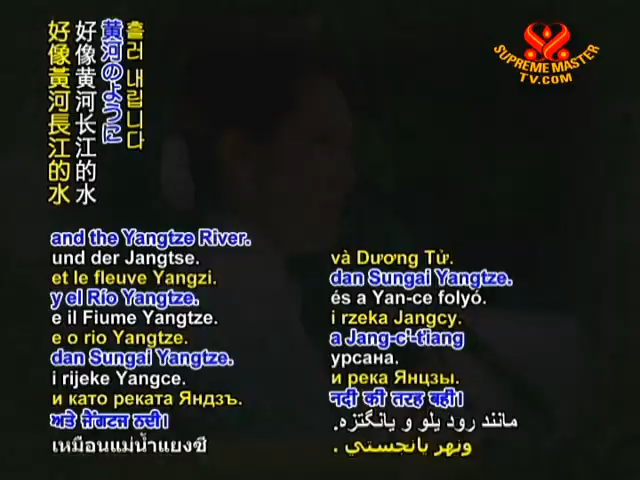 흘러 내립니다
黄河のように
好像黄河长江的水
好像黃河長江的水
SUPREME MASTER
TV.COM
and the Yangtze River.
und der Jangtse.
et le fleuve Yangzi.
y el Río Yangtze.
e il Fiume Yangtze.
e o rio Yangtze.
dan Sungai Yangtze.
i rijeke Yangce.
и като реката Яндзъ.
ਅਤੇ ਜੈਂਗਟਜ ਨਦੀ।
เหมือนแม่น้ำแยงซี
và Dương Tử.
dan Sungai Yangtze.
és a Yan-ce folyó.
i rzeka Jangcy.
a Jang-c'-ťiang
урсана.
и река Янцзы.
नदी की तरह बहीं।
مانند رود یلو و یانگتزه.
ونهر يانجستي .